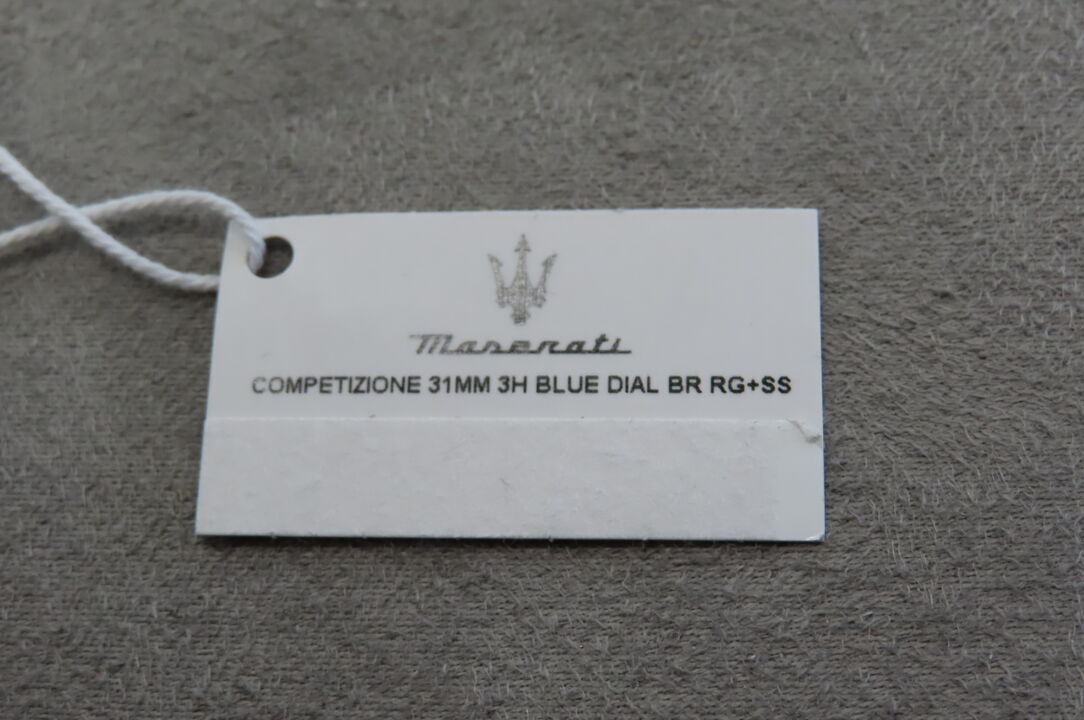 Maserati
COMPETIZIONE 31MM 3H BLUE DIAL BR RG+SS